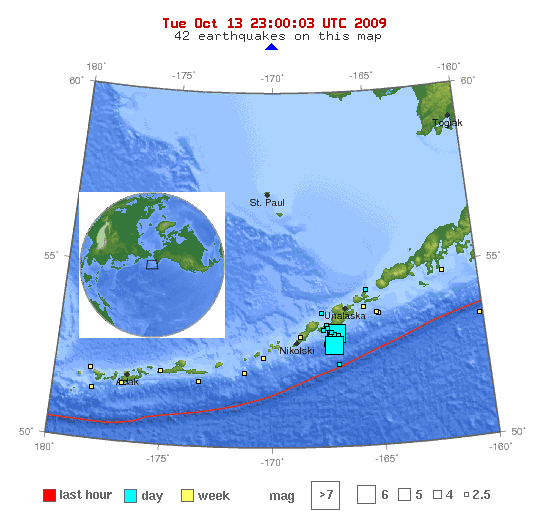 Tue Oct 13 23:00:03 UTC 2009
42 earthquakes on this map
180° -175° -170° -165° -160°
60° 60°
Togiak
St. Paul
55° 55°
Unalaska
Nikolski
Adak
50° 50°
180° -175° -170° -165° -160°
last hour day week mag >7 6 5 4 2.5